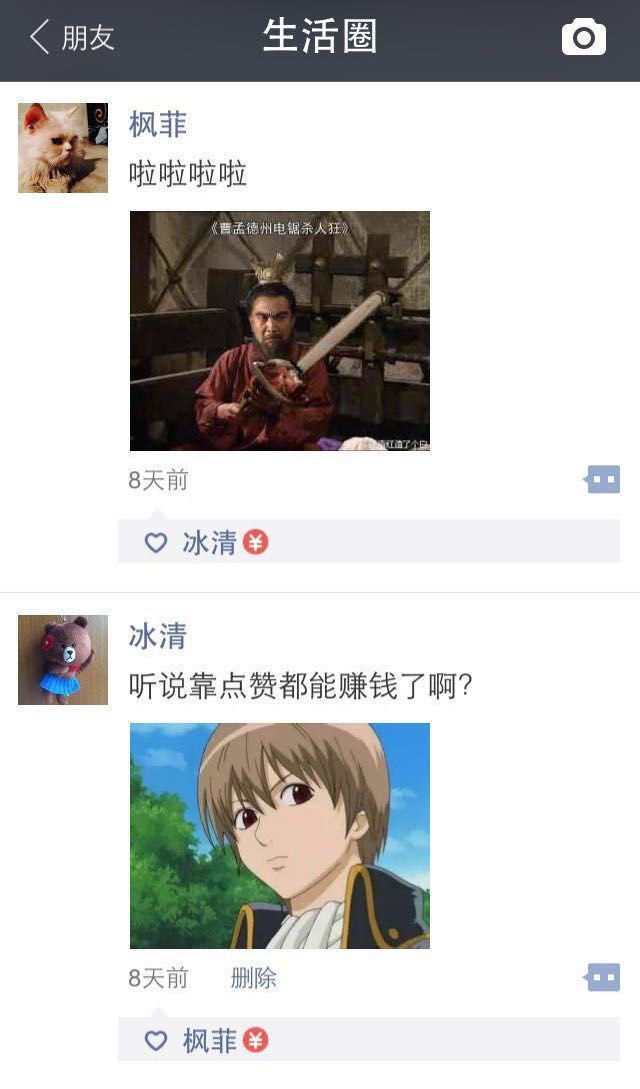 朋友
生活圈
枫菲
啦啦啦啦
《曹孟德州电锯杀人狂》
8天前
冰清¥
冰清
听说靠点赞都能赚钱了啊?
8天前 删除
枫菲¥